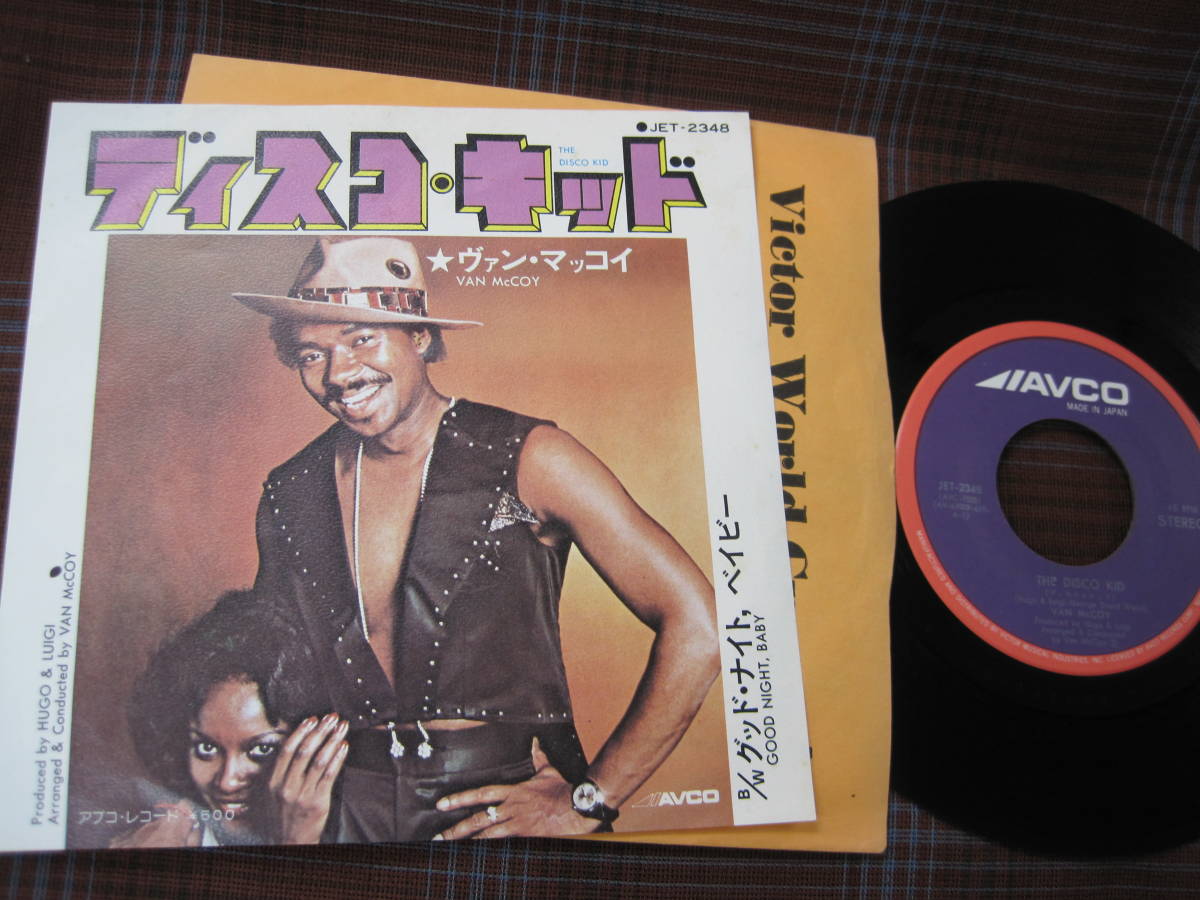 ●JET-2348
THE
DISCO KID
ディスコ・キッド
★ヴァン・マッコイ
VAN McCOY
Produced by HUGO & LUIGI
Arranged & Conducted by VAN McCOY
アブコ・レコード ¥500
AVCO
B/W グッド・ナイト, ベイビー
GOOD NIGHT, BABY
Victor World
AVCO
MADE IN JAPAN
JET-2348
STEREO
THE DISCO KID
VAN McCOY